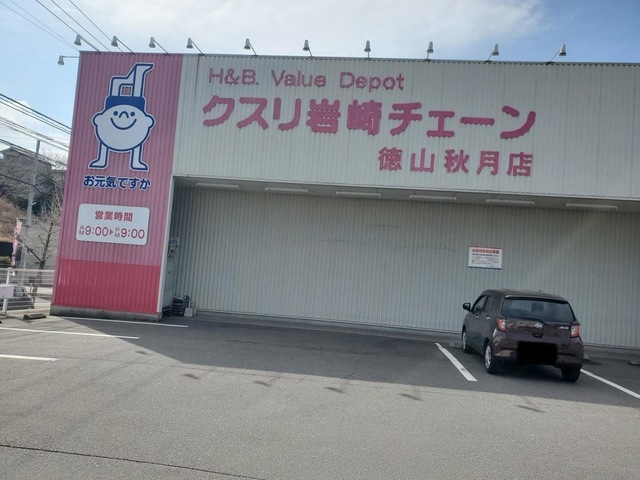 H&B. Value Depot
クスリ岩崎チェーン
徳山秋月店
お元気ですか
営業時間
AM9:00▶PM9:00